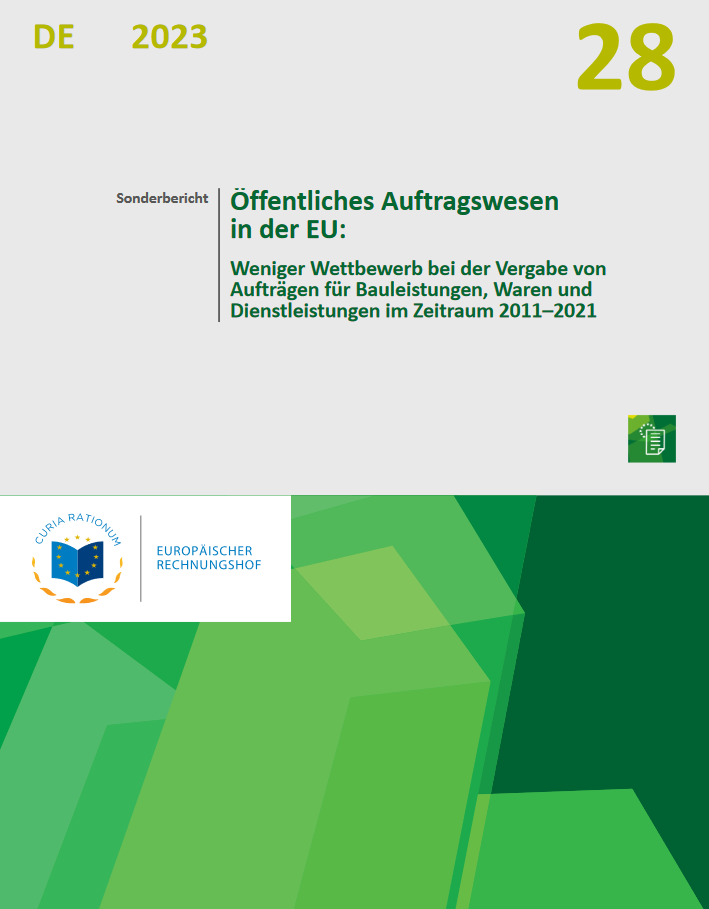 DE 2023
28
Sonderbericht
Öffentliches Auftragswesen
in der EU:
Weniger Wettbewerb bei der Vergabe von
Aufträgen für Bauleistungen, Waren und
Dienstleistungen im Zeitraum 2011–2021
CURIA RATIONUM
EUROPÄISCHER
RECHNUNGSHOF